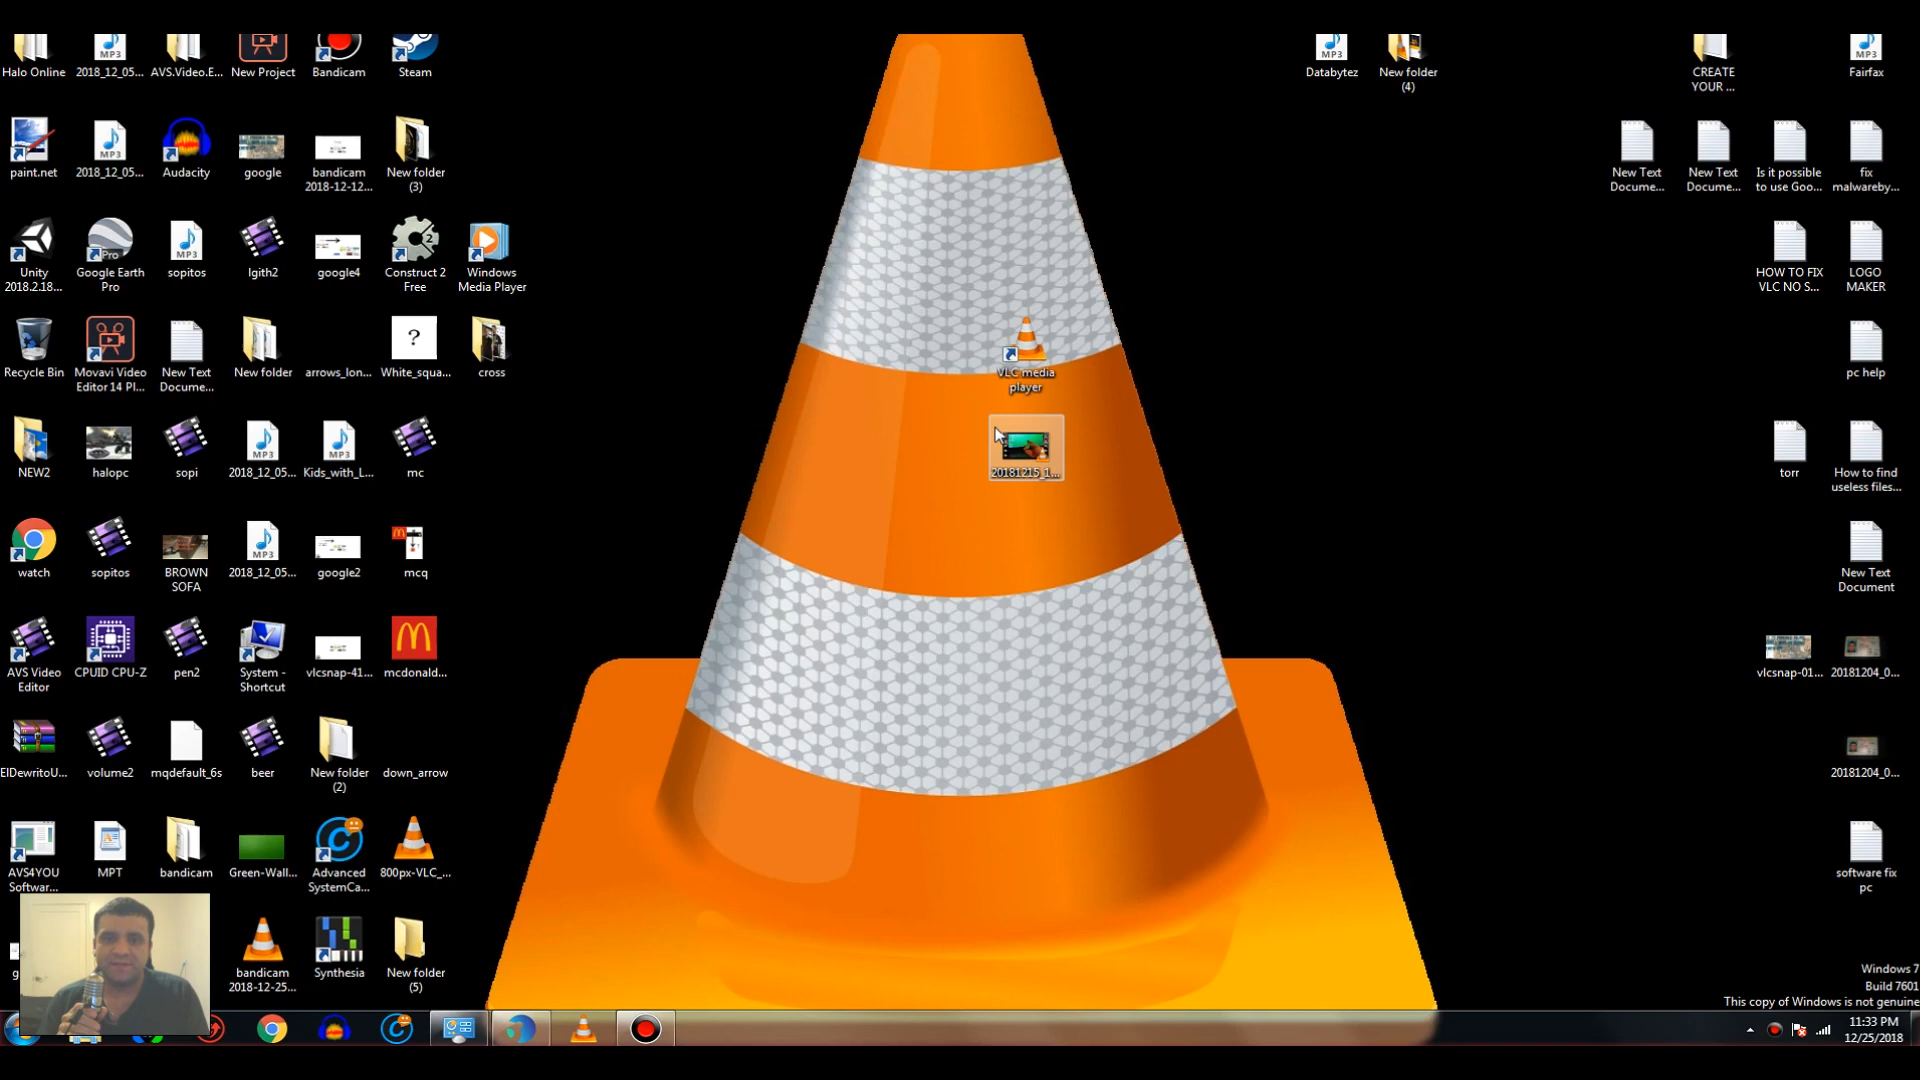 Halo Online
2018_12_05...
AVS.Video.E...
New Project
Bandicam
Steam
Databytez
New folder
(4)
CREATE
YOUR ...
Fairfax
paint.net
2018_12_05...
Audacity
google
bandicam
2018-12-12...
New folder
(3)
New Text
Docume...
New Text
Docume...
Is it possible
to use Goo...
fix
malwareby...
Unity
2018.2.18...
Google Earth
Pro
sopitos
lgith2
google4
Construct 2
Free
Windows
Media Player
HOW TO FIX
VLC NO S...
LOGO
MAKER
Recycle Bin
Movavi Video
Editor 14 Pl...
New Text
Docume...
New folder
arrows_lon...
?
White_squa...
cross
VLC media
player
pc help
NEW2
halopc
sopi
2018_12_05...
Kids_with_L...
mc
20181215_1...
torr
How to find
useless files...
watch
sopitos
BROWN
SOFA
2018_12_05...
google2
mcq
New Text
Document
AVS Video
Editor
CPUID CPU-Z
pen2
System -
Shortcut
vlcsnap-41...
mcdonald...
vlcsnap-01...
20181204_0...
ElDewritoU...
volume2
mqdefault_6s
beer
New folder
(2)
down_arrow
20181204_0...
AVS4YOU
Softwar...
MPT
bandicam
Green-Wall...
Advanced
SystemCa...
800px-VLC_...
software fix
pc
g
bandicam
2018-12-25...
Synthesia
New folder
(5)
Windows 7
Build 7601
This copy of Windows is not genuine
11:33 PM
12/25/2018